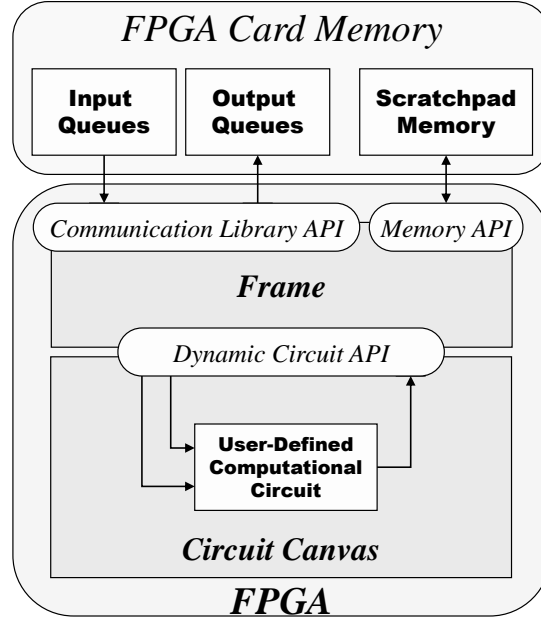 FPGA Card Memory
Input
Queues
Output
Queues
Scratchpad
Memory
Communication Library API
Memory API
Frame
Dynamic Circuit API
User-Defined
Computational
Circuit
Circuit Canvas
FPGA